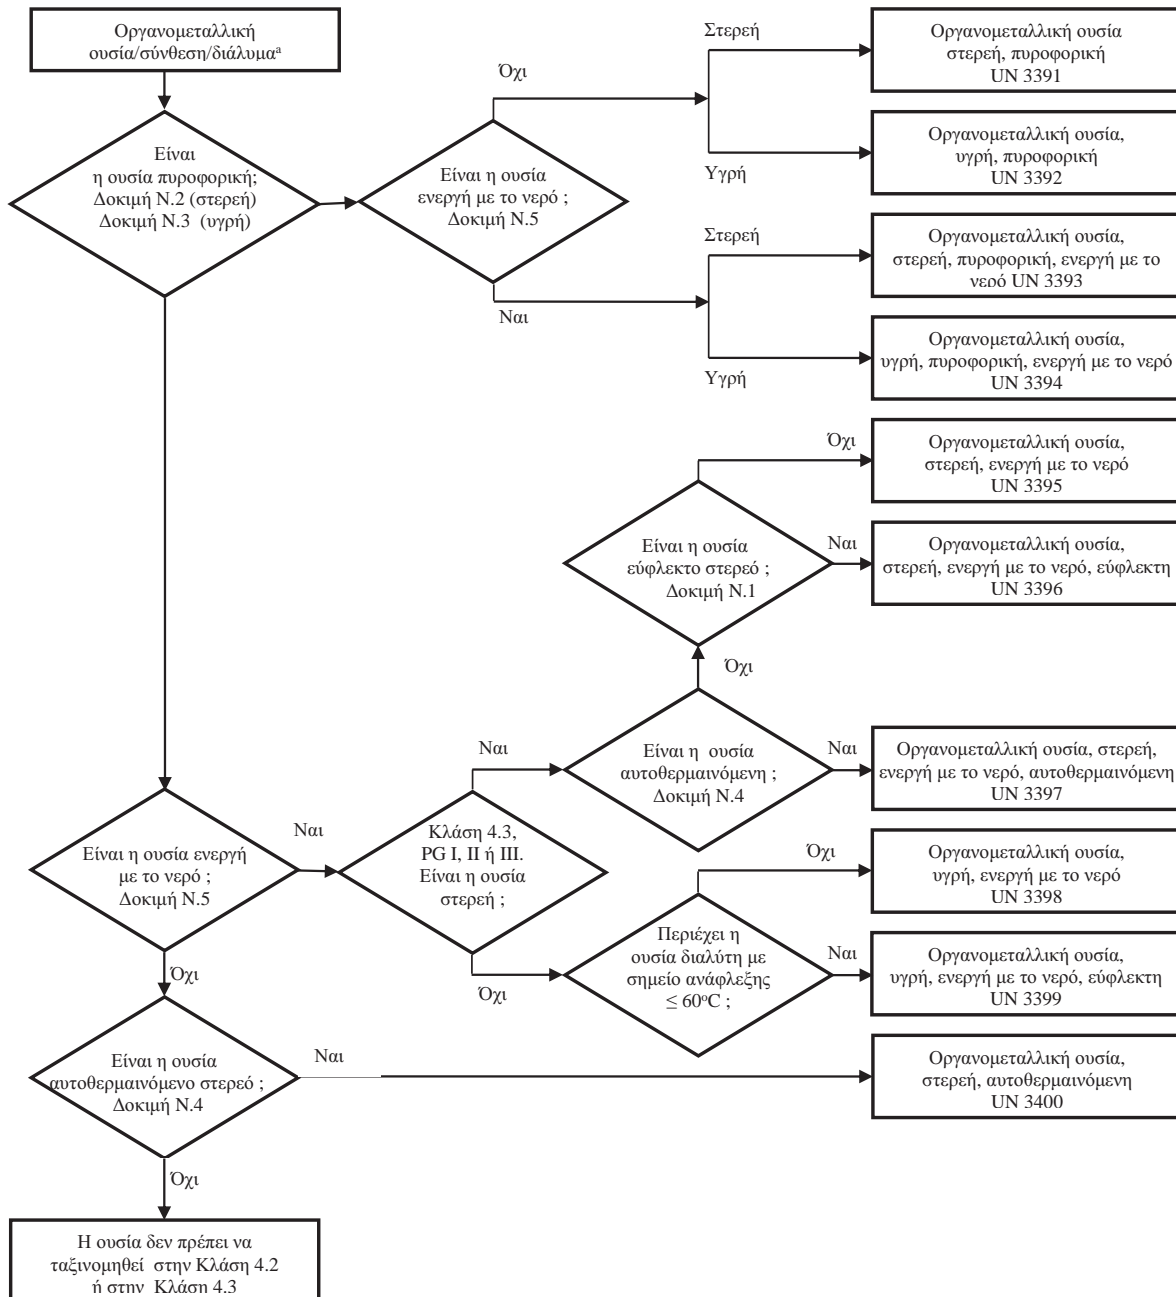 Οργανομεταλλική
ουσία/σύνθεση/διάλυμαᵃ
Είναι
η ουσία πυροφορική;
Δοκιμή N.2 (στερεή)
Δοκιμή N.3 (υγρή)
Όχι
Είναι η ουσία
ενεργή με το νερό ;
Δοκιμή N.5
Ναι
Στερεή
Οργανομεταλλική ουσία
στερεή, πυροφορική
UN 3391
Υγρή
Οργανομεταλλική ουσία,
υγρή, πυροφορική
UN 3392
Στερεή
Οργανομεταλλική ουσία,
στερεή, πυροφορική, ενεργή με το
νερό UN 3393
Υγρή
Οργανομεταλλική ουσία,
υγρή, πυροφορική, ενεργή με το νερό
UN 3394
Όχι
Οργανομεταλλική ουσία,
στερεή, ενεργή με το νερό
UN 3395
Είναι η ουσία
εύφλεκτο στερεό ;
Δοκιμή N.1
Ναι
Οργανομεταλλική ουσία,
στερεή, ενεργή με το νερό, εύφλεκτη
UN 3396
Όχι
Ναι
Είναι η ουσία
αυτοθερμαινόμενη ;
Δοκιμή N.4
Ναι
Οργανομεταλλική ουσία, στερεή,
ενεργή με το νερό, αυτοθερμαινόμενη
UN 3397
Είναι η ουσία ενεργή
με το νερό ;
Δοκιμή N.5
Ναι
Κλάση 4.3,
PG I, II ή III.
Είναι η ουσία
στερεή ;
Όχι
Οργανομεταλλική ουσία,
υγρή, ενεργή με το νερό
UN 3398
Όχι
Περιέχει η
ουσία διαλύτη με
σημείο ανάφλεξης
≤ 60ºC ;
Ναι
Οργανομεταλλική ουσία,
υγρή, ενεργή με το νερό, εύφλεκτη
UN 3399
Όχι
Είναι η ουσία
αυτοθερμαινόμενο στερεό ;
Δοκιμή N.4
Ναι
Οργανομεταλλική ουσία,
στερεή, αυτοθερμαινόμενη
UN 3400
Όχι
Η ουσία δεν πρέπει να
ταξινομηθεί στην Κλάση 4.2
ή στην Κλάση 4.3